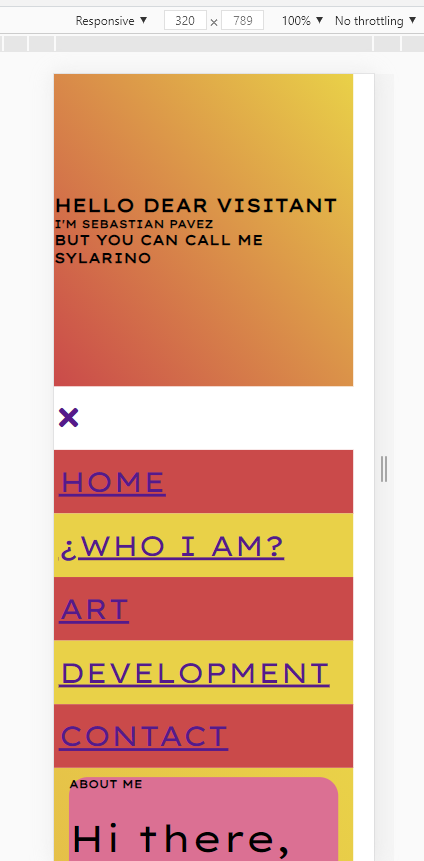 Responsive ▼ 320 × 789 100% ▼ No throttling ▼
HELLO DEAR VISITANT
I'M SEBASTIAN PAVEZ
BUT YOU CAN CALL ME
SYLARINO
HOME
¿WHO I AM?
ART
DEVELOPMENT
CONTACT
ABOUT ME
Hi there,